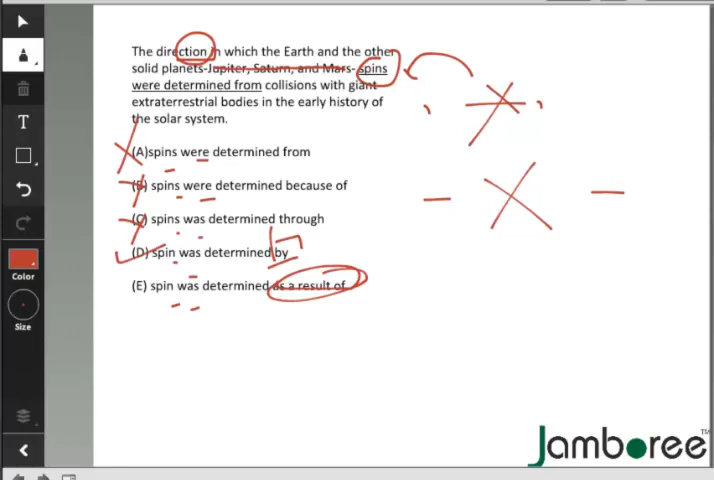 The direction in which the Earth and the other
solid planets-Jupiter, Saturn, and Mars- spins
were determined from collisions with giant
extraterrestrial bodies in the early history of
the solar system.
(A)spins were determined from
(B) spins were determined because of
(C) spins was determined through
(D) spin was determined by
(E) spin was determined as a result of
T
Color
Size
Jamboree™